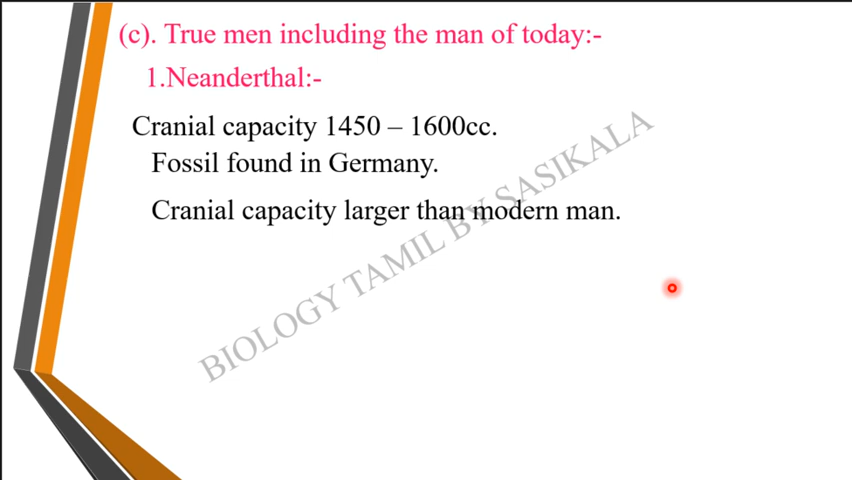 (c). True men including the man of today:-
1.Neanderthal:-
Cranial capacity 1450 – 1600cc.
Fossil found in Germany.
Cranial capacity larger than modern man.
BIOLOGY TAMIL BY SASIKALA